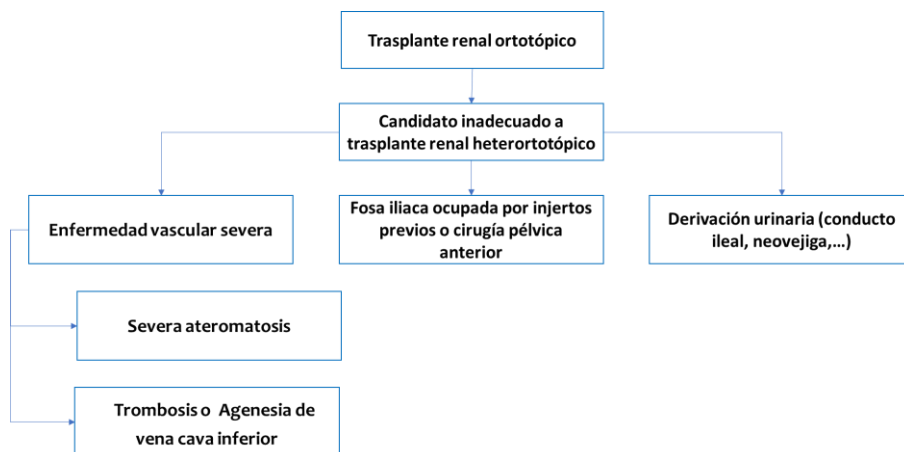 Trasplante renal ortotópico
Candidato inadecuado a
trasplante renal heterortotópico
Enfermedad vascular severa
Fosa iliaca ocupada por injertos
previos o cirugía pélvica
anterior
Derivación urinaria (conducto
ileal, neovejiga,...)
Severa ateromatosis
Trombosis o Agenesia de
vena cava inferior